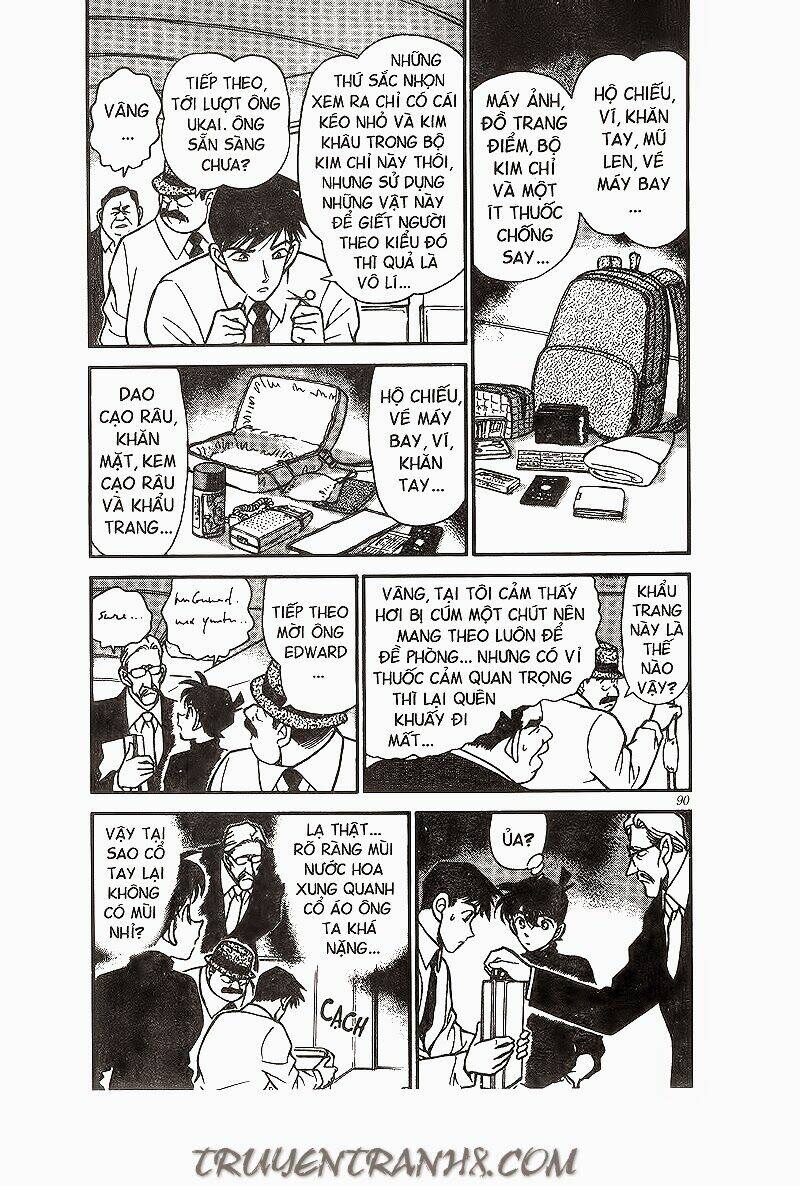 HỘ CHIẾU,
VÍ, KHĂN
TAY, MŨ
LEN, VÉ
MÁY BAY
...
MÁY ẢNH,
ĐỒ TRANG
ĐIỂM, BỘ
KIM CHỈ
VÀ MỘT
ÍT THUỐC
CHỐNG
SAY...
NHỮNG
THỨ SẮC NHỌN
XEM RA CHỈ CÓ CÁI
KÉO NHỎ VÀ KIM
KHÂU TRONG BỘ
KIM CHỈ NÀY THÔI,
NHƯNG SỬ DỤNG
NHỮNG VẬT NÀY
ĐỂ GIẾT NGƯỜI
THEO KIỂU ĐÓ
THÌ QUẢ LÀ
VÔ LÍ...
TIẾP THEO,
TỚI LƯỢT ÔNG
UKAI. ÔNG
SẴN SÀNG
CHƯA?
VÂNG
...
HỘ CHIẾU,
VÉ MÁY
BAY, VÍ,
KHĂN
TAY...
DAO
CẠO RÂU,
KHĂN
MẶT, KEM
CẠO RÂU
VÀ KHẨU
TRANG...
KHẨU
TRANG
NÀY LÀ
THẾ
NÀO
VẬY?
VÂNG, TẠI TÔI CẢM THẤY
HƠI BỊ CÚM MỘT CHÚT NÊN
MANG THEO LUÔN ĐỂ
ĐỀ PHÒNG... NHƯNG CÓ VỈ
THUỐC CẢM QUAN TRỌNG
THÌ LẠI QUÊN
KHUẤY ĐI
MẤT...
TIẾP THEO
MỜI ÔNG
EDWARD
...
90
ỦA?
LẠ THẬT...
RÕ RÀNG MÙI
NƯỚC HOA
XUNG QUANH
CỔ ÁO ÔNG
TA KHÁ
NẶNG...
CẠCH
VẬY TẠI
SAO CỔ
TAY LẠI
KHÔNG
CÓ MÙI
NHỈ?
TRUYENTRANH8.COM